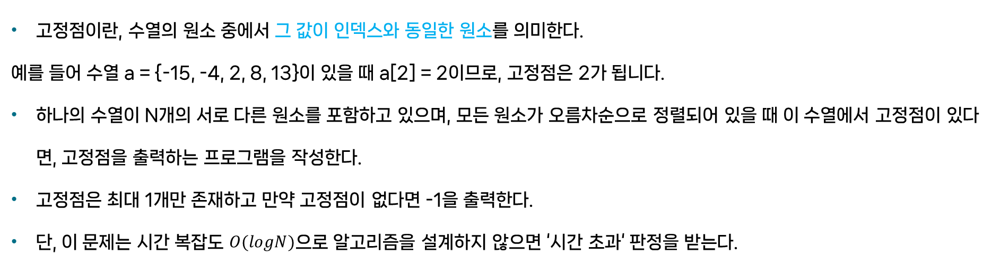 • 고정점이란, 수열의 원소 중에서 그 값이 인덱스와 동일한 원소를 의미한다.
예를 들어 수열 a = {-15, -4, 2, 8, 13}이 있을 때 a[2] = 2이므로, 고정점은 2가 됩니다.
• 하나의 수열이 N개의 서로 다른 원소를 포함하고 있으며, 모든 원소가 오름차순으로 정렬되어 있을 때 이 수열에서 고정점이 있다
면, 고정점을 출력하는 프로그램을 작성한다.
• 고정점은 최대 1개만 존재하고 만약 고정점이 없다면 -1을 출력한다.
• 단, 이 문제는 시간 복잡도 O(logN)으로 알고리즘을 설계하지 않으면 ‘시간 초과‘ 판정을 받는다.